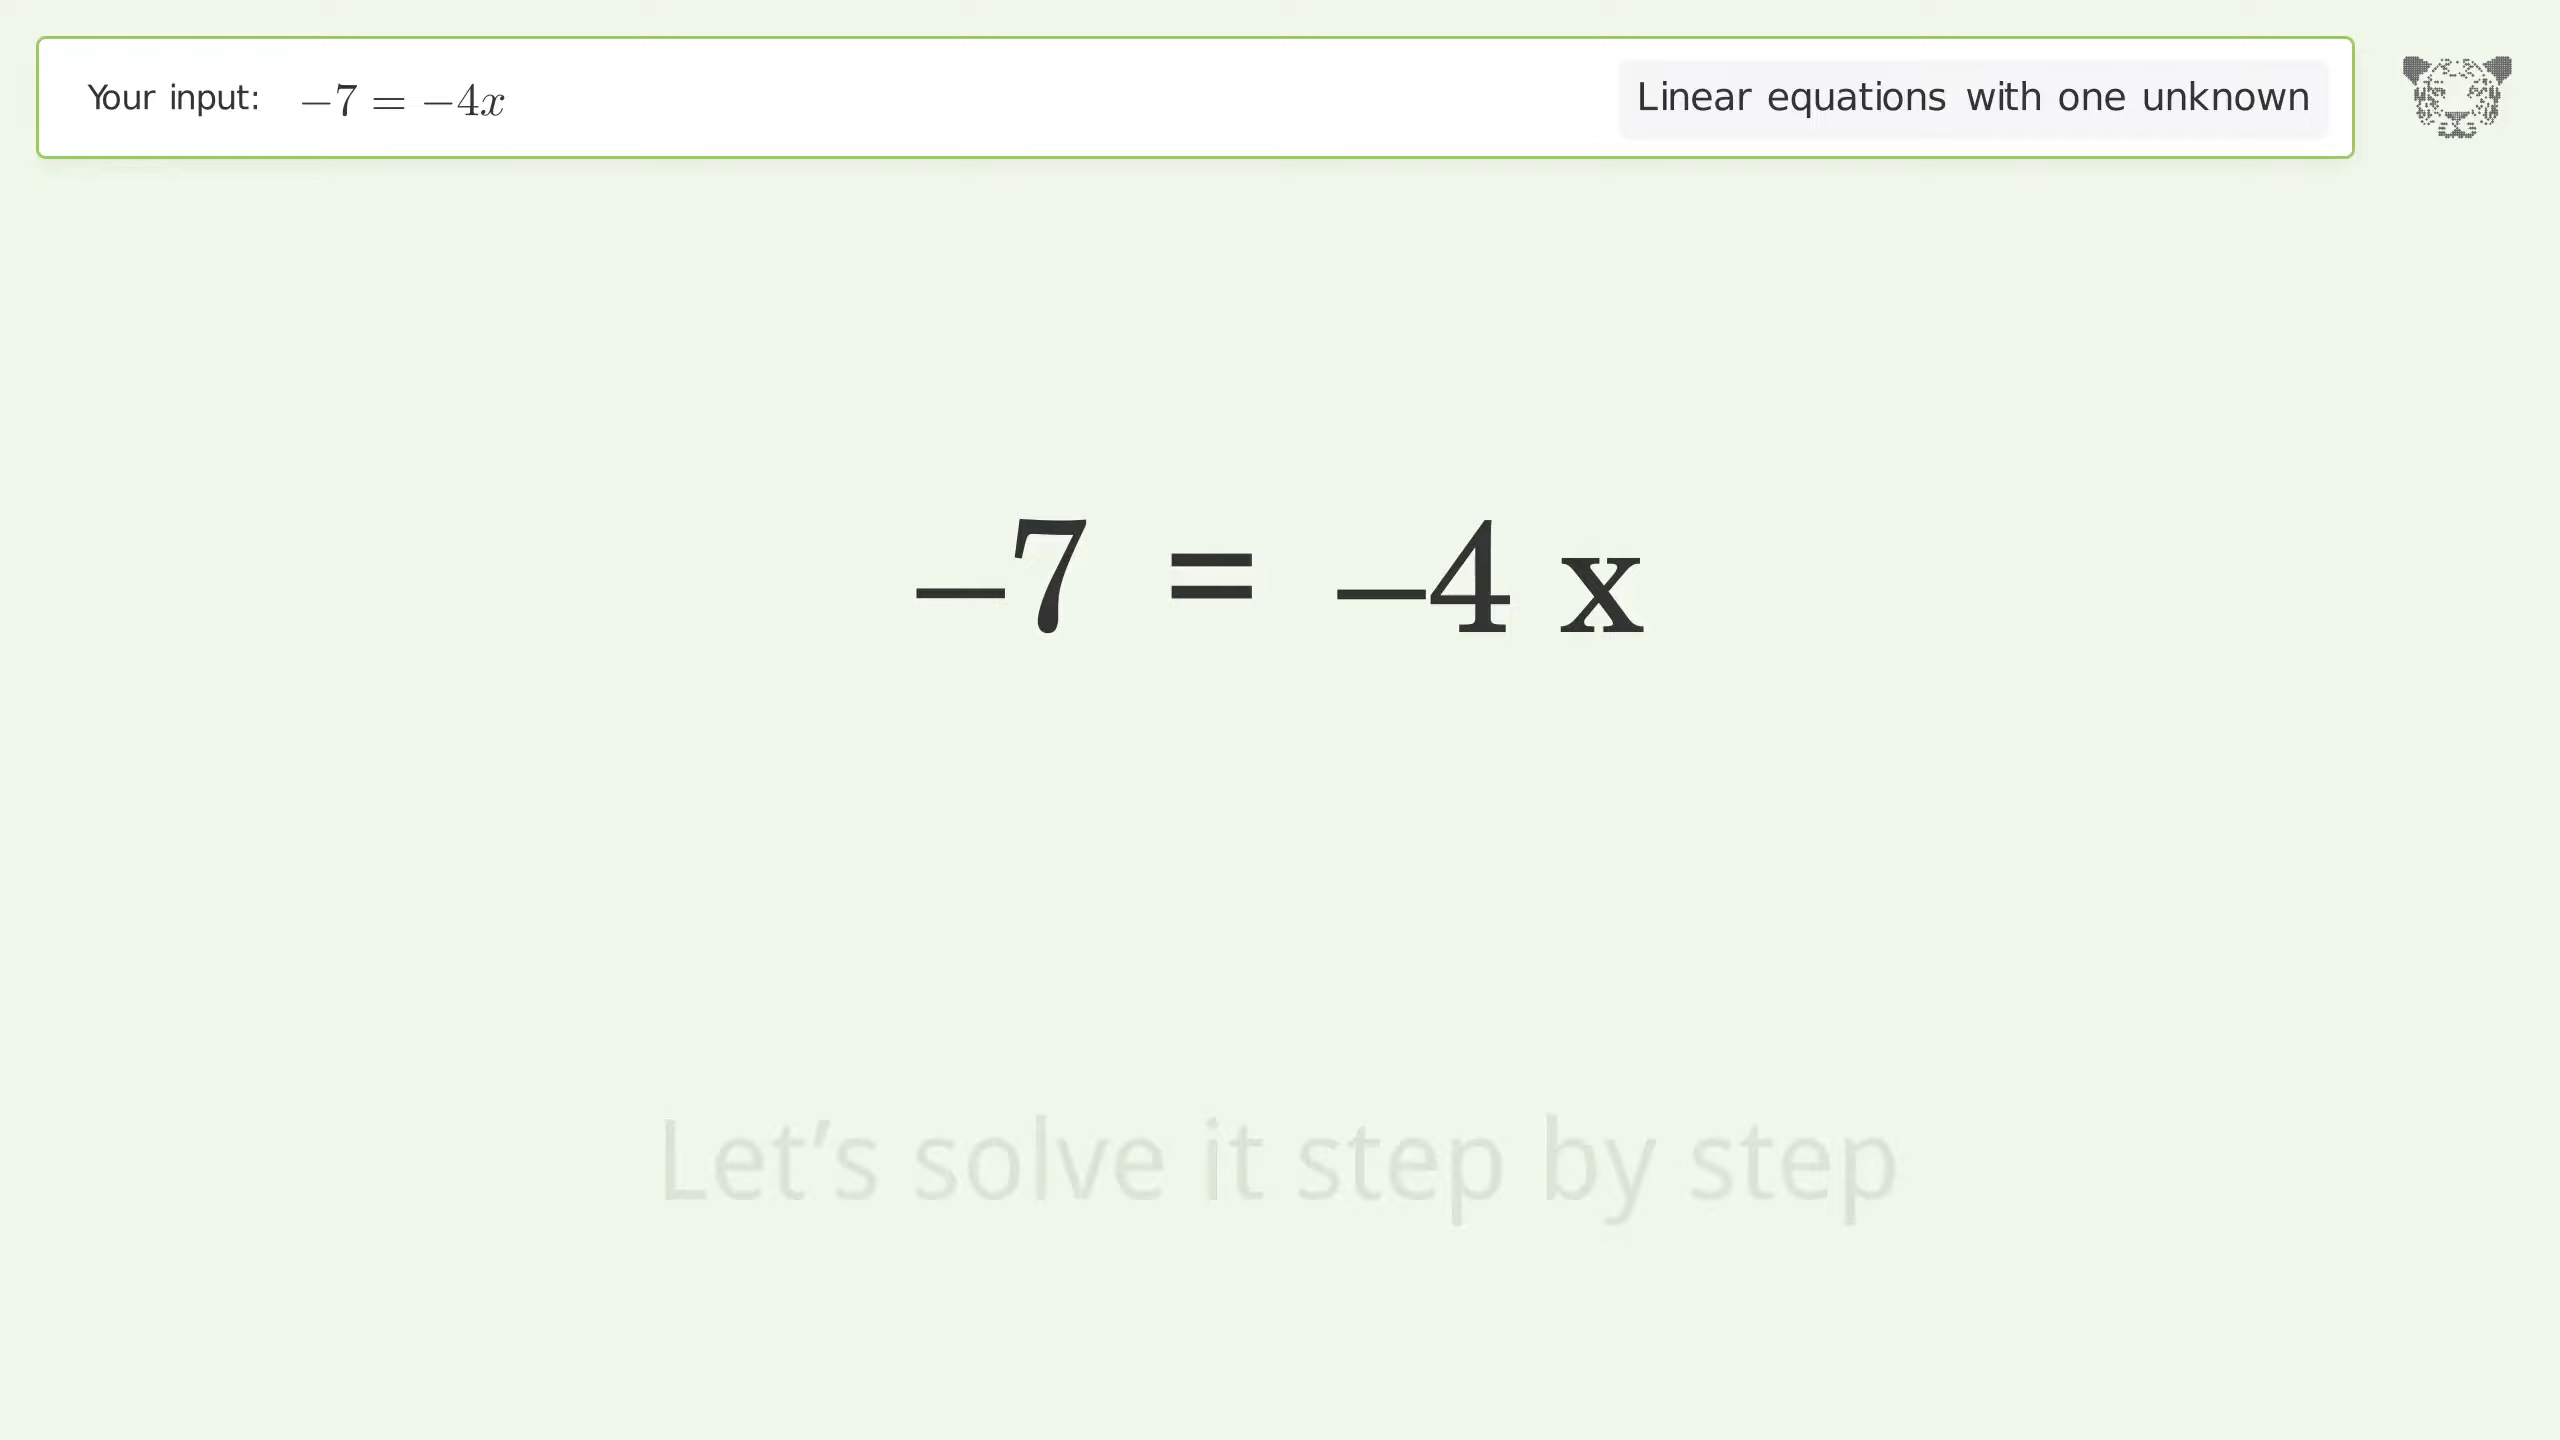 Your input: −7 = −4x
Linear equations with one unknown
−7 = −4 x
Let’s solve it step by step